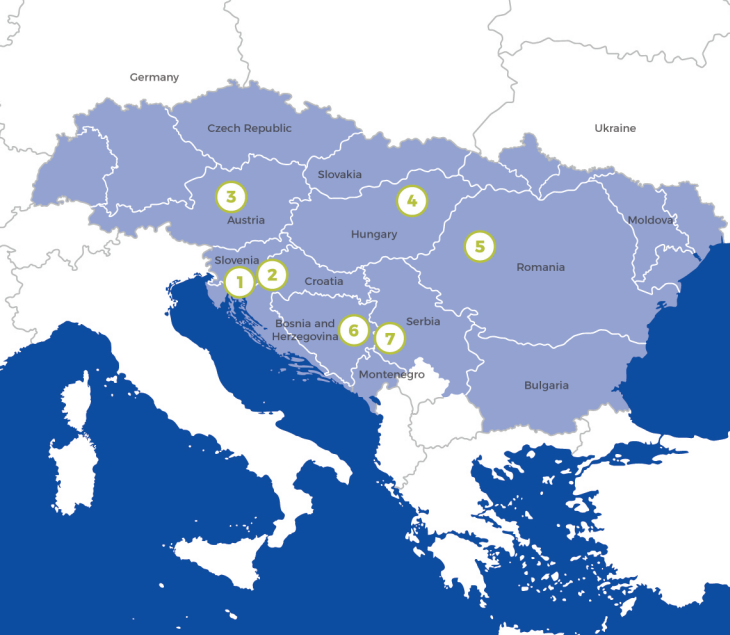 Germany
Czech Republic
Ukraine
Slovakia
3
4
Austria
Moldova
Hungary
5
Slovenia
Romania
1
2
Croatia
Bosnia and
Herzegovina
6
7
Serbia
Montenegro
Bulgaria